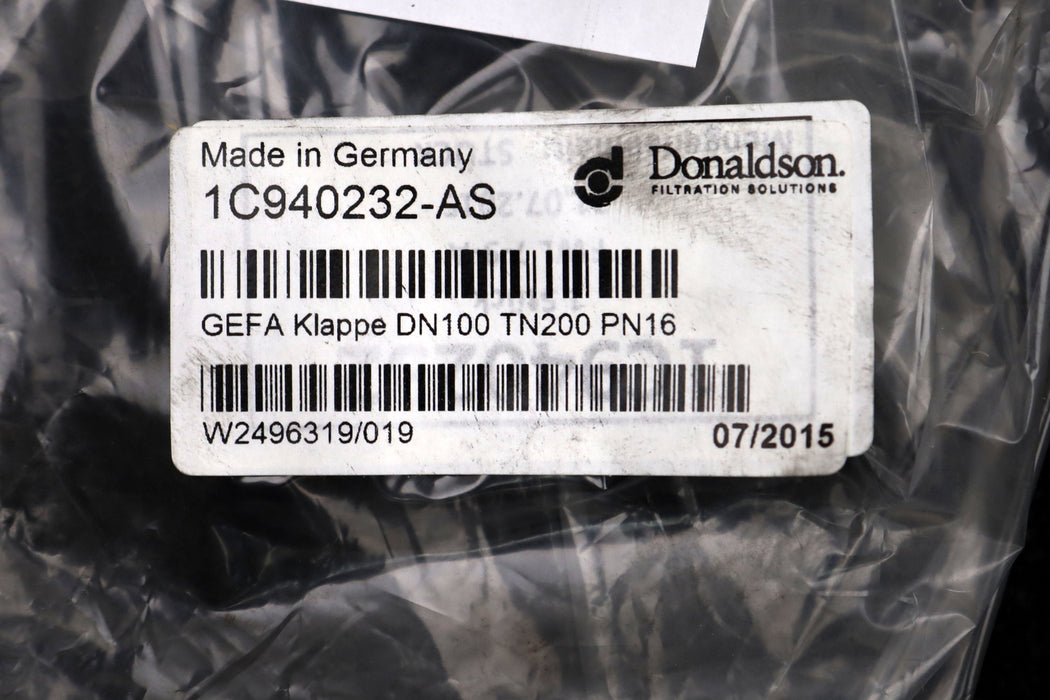 Made in Germany
1C940232-AS
Donaldson.
FILTRATION SOLUTIONS
GEFA Klappe DN100 TN200 PN16
W2496319/019
07/2015